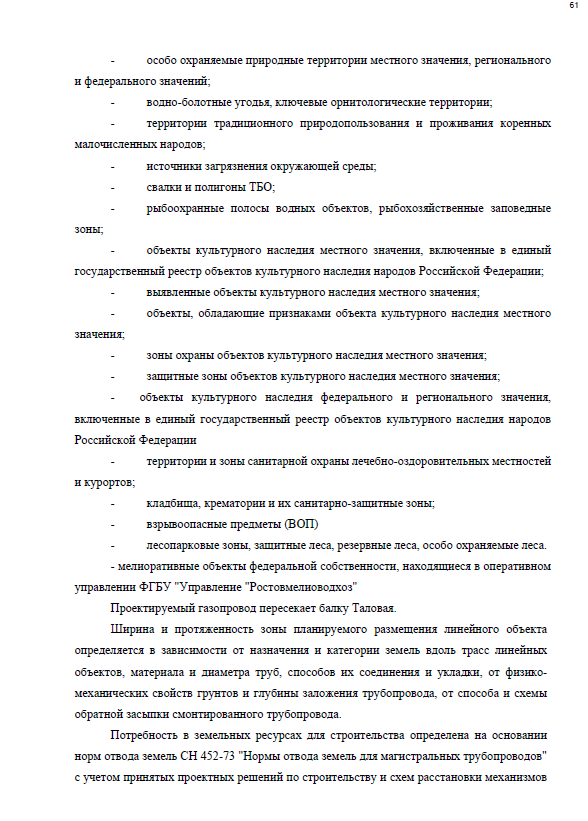 61
- особо охраняемые природные территории местного значения, регионального
и федерального значений;
- водно-болотные угодья, ключевые орнитологические территории;
- территории традиционного природопользования и проживания коренных
малочисленных народов;
- источники загрязнения окружающей среды;
- свалки и полигоны ТБО;
- рыбоохранные полосы водных объектов, рыбохозяйственные заповедные
зоны;
- объекты культурного наследия местного значения, включенные в единый
государственный реестр объектов культурного наследия народов Российской Федерации;
- выявленные объекты культурного наследия местного значения;
- объекты, обладающие признаками объекта культурного наследия местного
значения;
- зоны охраны объектов культурного наследия местного значения;
- защитные зоны объектов культурного наследия местного значения;
- объекты культурного наследия федерального и регионального значения,
включенные в единый государственный реестр объектов культурного наследия народов
Российской Федерации
- территории и зоны санитарной охраны лечебно-оздоровительных местностей
и курортов;
- кладбища, крематории и их санитарно-защитные зоны;
- взрывоопасные предметы (ВОП)
- лесопарковые зоны, защитные леса, резервные леса, особо охраняемые леса.
- мелиоративные объекты федеральной собственности, находящиеся в оперативном
управлении ФГБУ "Управление "Ростовмелиоводхоз"
Проектируемый газопровод пересекает балку Таловая.
Ширина и протяженность зоны планируемого размещения линейного объекта
определяется в зависимости от назначения и категории земель вдоль трасс линейных
объектов, материала и диаметра труб, способов их соединения и укладки, от физико-
механических свойств грунтов и глубины заложения трубопровода, от способа и схемы
обратной засыпки смонтированного трубопровода.
Потребность в земельных ресурсах для строительства определена на основании
норм отвода земель СН 452-73 "Нормы отвода земель для магистральных трубопроводов"
с учетом принятых проектных решений по строительству и схем расстановки механизмов